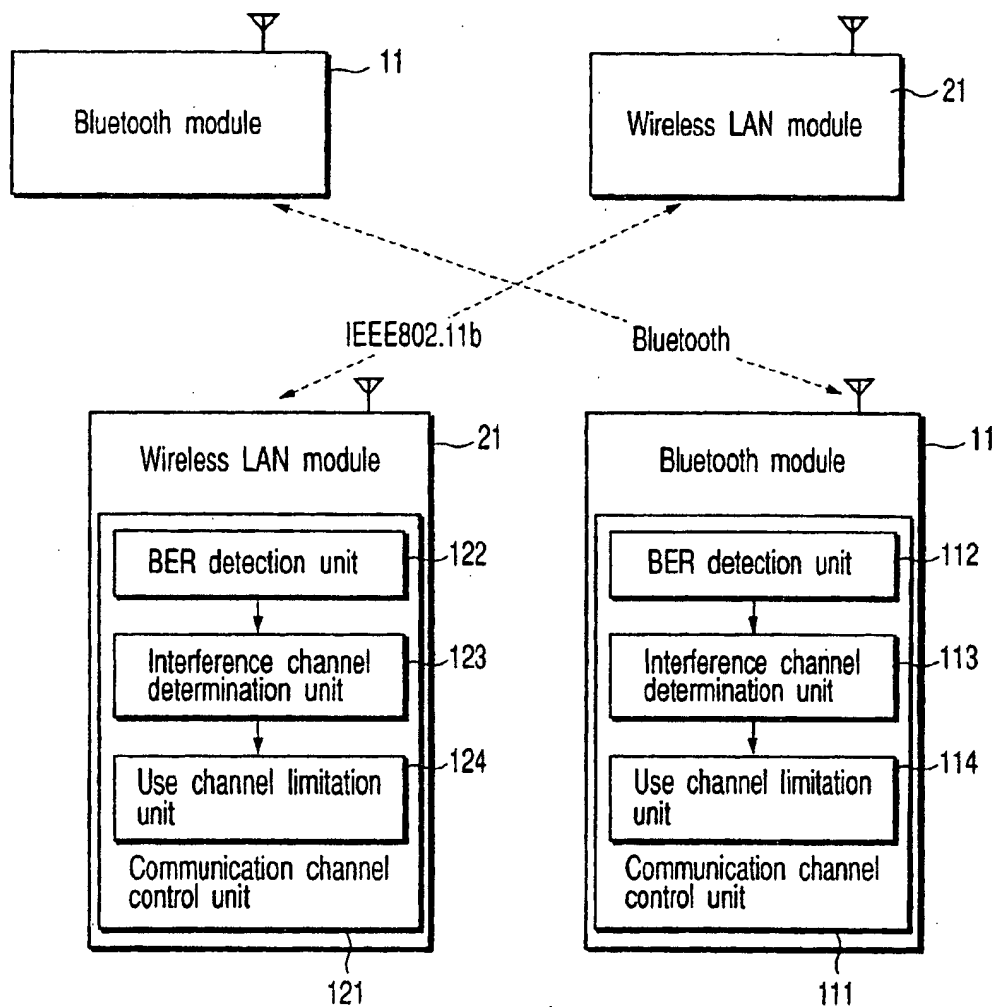 11
Bluetooth module
21
Wireless LAN module
IEEE802.11b
Bluetooth
21
Wireless LAN module
122
BER detection unit
123
Interference channel
determination unit
124
Use channel limitation
unit
Communication channel
control unit
121
11
Bluetooth module
112
BER detection unit
113
Interference channel
determination unit
114
Use channel limitation
unit
Communication channel
control unit
111